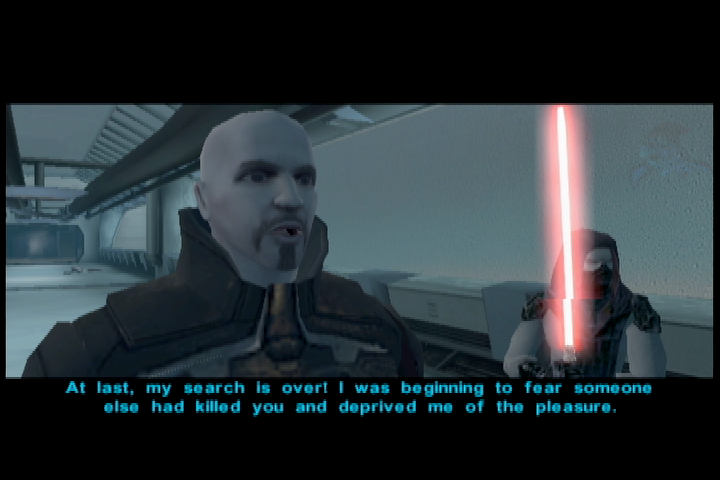 At last, my search is over! I was beginning to fear someone
else had killed you and deprived me of the pleasure.